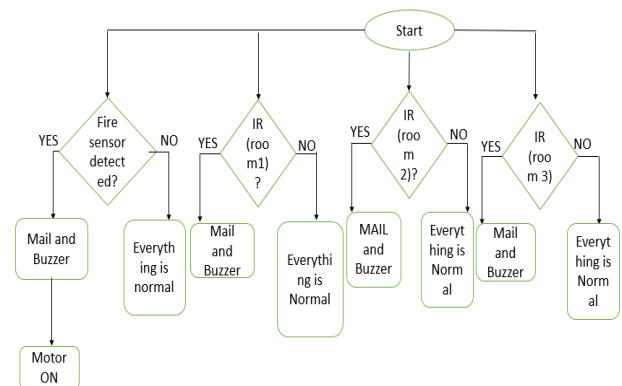 Start
Fire
sensor
detect
ed?
YES
NO
IR
(roo
m1)
?
YES
NO
IR
(roo
m
2)?
YES
NO
IR
(roo
m 3)
YES
NO
Mail and
Buzzer
Everyth
ing is
normal
Mail
and
Buzzer
Everythi
ng is
Normal
MAIL
and
Buzzer
Everyt
hing is
Norm
al
Mail
and
Buzzer
Everyt
hing is
Norm
al
Motor
ON